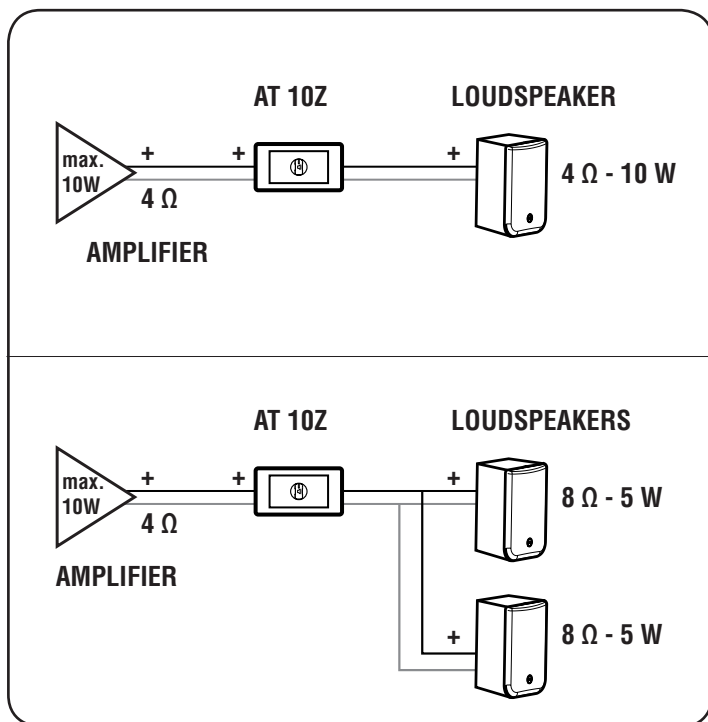 AT 10Z LOUDSPEAKER
max.
10W
+ + +
4 Ω
4 Ω - 10 W
AMPLIFIER
AT 10Z LOUDSPEAKERS
max.
10W
+ + +
4 Ω
8 Ω - 5 W
AMPLIFIER
+
8 Ω - 5 W